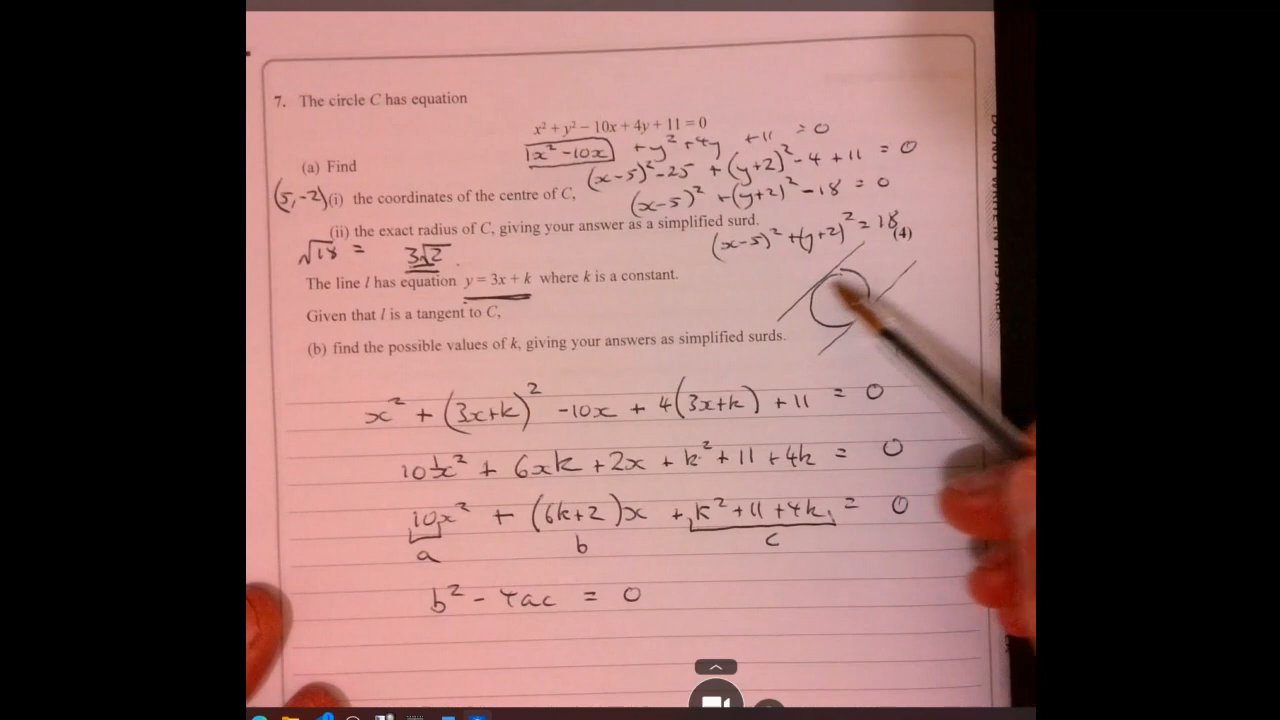 7. The circle C has equation
x² + y² − 10x + 4y + 11 = 0
x² −10x + y² + 4y + 11 = 0
(a) Find
(x−5)² −25 + (y+2)² − 4 + 11 = 0
(5, −2) (i) the coordinates of the centre of C,
(x−5)² + (y+2)² − 18 = 0
(ii) the exact radius of C, giving your answer as a simplified surd.
(x−5)² + (y+2)² = 18
(4)
√18 = 3√2
The line l has equation y = 3x + k where k is a constant.
Given that l is a tangent to C,
(b) find the possible values of k, giving your answers as simplified surds.
x² + (3x+k)² −10x + 4(3x+k) + 11 = 0
10x² + 6xk + 2x + k² + 11 + 4k = 0
10x² + (6k+2)x + k² + 11 + 4k = 0
a b c
b² − 4ac = 0